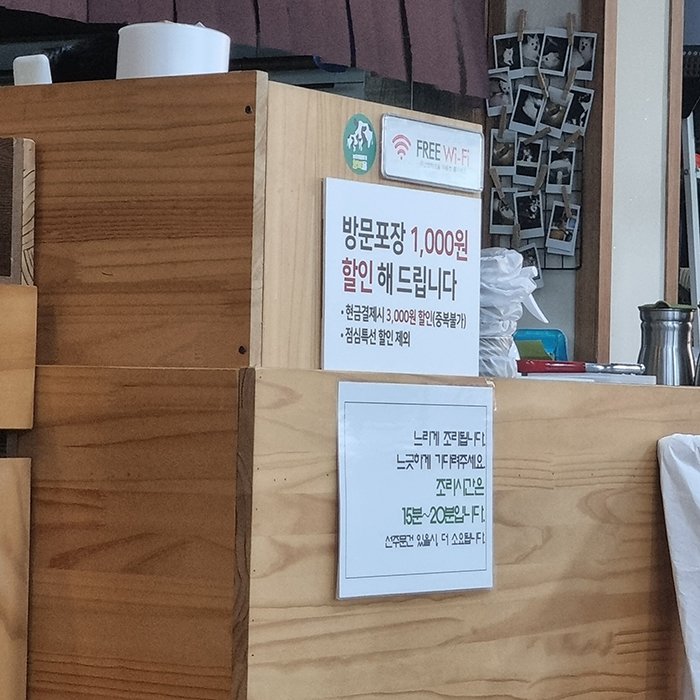 FREE Wi-Fi
방문포장 1,000원
할인 해 드립니다
• 현금결제시 3,000원 할인(중복불가)
• 점심특선 할인 제외
느리게 조리됩니다.
느긋하게 기다려주세요.
조리시간은
15분~20분입니다.
선주문건 있을시, 더 소요됩니다.